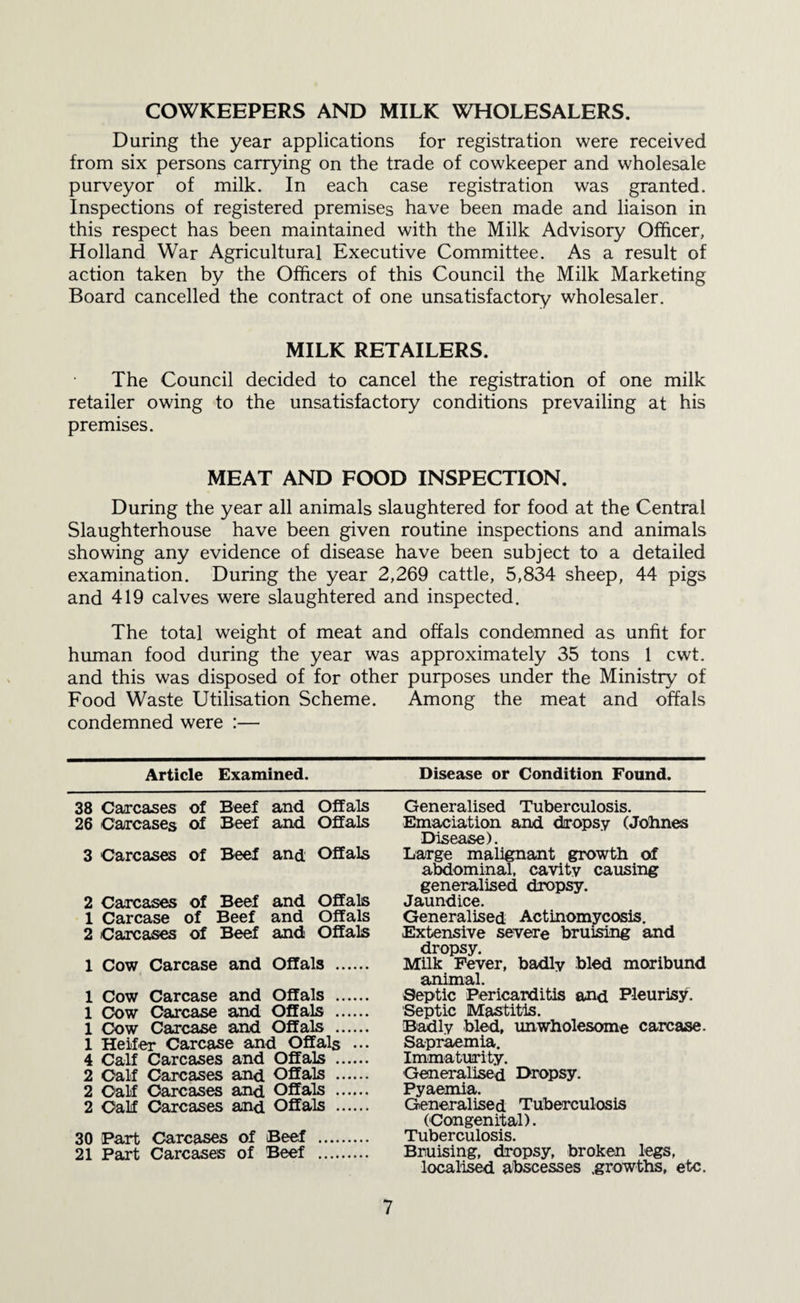 COWKEEPERS AND MILK WHOLESALERS.
During the year applications for registration were received
from six persons carrying on the trade of cowkeeper and wholesale
purveyor of milk. In each case registration was granted.
Inspections of registered premises have been made and liaison in
this respect has been maintained with the Milk Advisory Officer,
Holland War Agricultural Executive Committee. As a result of
action taken by the Officers of this Council the Milk Marketing
Board cancelled the contract of one unsatisfactory wholesaler.
MILK RETAILERS.
The Council decided to cancel the registration of one milk
retailer owing to the unsatisfactory conditions prevailing at his
premises.
MEAT AND FOOD INSPECTION.
During the year all animals slaughtered for food at the Central
Slaughterhouse have been given routine inspections and animals
showing any evidence of disease have been subject to a detailed
examination. During the year 2,269 cattle, 5,834 sheep, 44 pigs
and 419 calves were slaughtered and inspected.
The total weight of meat and offals condemned as unfit for
human food during the year was approximately 35 tons 1 cwt.
and this was disposed of for other purposes under the Ministry of
Food Waste Utilisation Scheme. Among the meat and offals
condemned were :—
Article Examined. Disease or Condition Found.
38 Carcases of Beef and Offals Generalised Tuberculosis.
26 Carcases of Beef and Offals Emaciation and dropsy (Johnes
Disease).
3 Carcases of Beef and Offals Large malignant growth of
abdominal, cavity causing
generalised dropsy.
2 Carcases of Beef and Offals Jaundice.
1 Carcase of Beef and Offals Generalised Actinomycosis.
2 Carcases of Beef and Offals Extensive severe bruising and
dropsy.
1 Cow Carcase and Offals ...... Milk Fever, badly bled moribund
animal.
1 Cow Carcase and Offals ...... Septic Pericarditis and Pleurisy.
1 Cow Carcase and Offals ...... Septic Mastitis.
1 Cow Carcase and Offals ...... Badly bled, unwholesome carcase.
1 Heifer Carcase and Offals ... Sapraemia.
4 Calf Carcases and Offals ...... Immaturity.
2 Calf Carcases and Offals ...... Generalised Dropsy.
2 Calf Carcases and Offals ...... Pyaemia.
2 Calf Carcases and Offals ...... Generalised Tuberculosis
(Congenital).
30 Part Carcases of Beef ......... Tuberculosis.
21 Part Carcases of Beef ......... Bruising, dropsy, broken legs,
localised abscesses ,growths, etc.
7